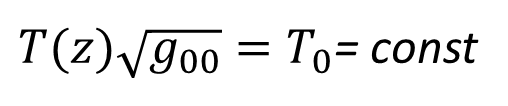 T(z)√g₀₀ = T₀= const